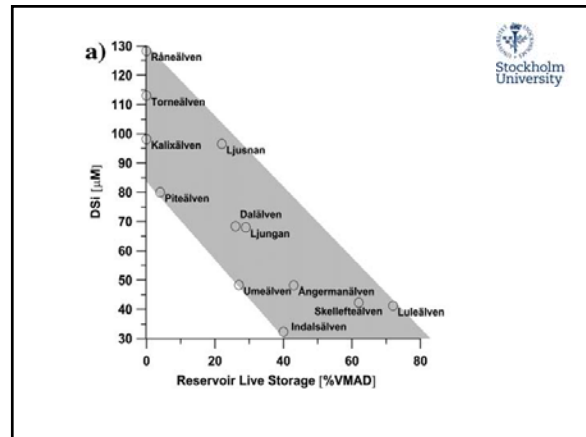 a)
Stockholm
University
130
120
110
100
90
80
70
60
50
40
30
DSi [µM]
Råneälven
Torneälven
Kalixälven
Ljusnan
Piteälven
Dalälven
Ljungan
Umeälven
Ångermanälven
Skellefteälven
Luleälven
Indalsälven
0 20 40 60 80
Reservoir Live Storage [%VMAD]